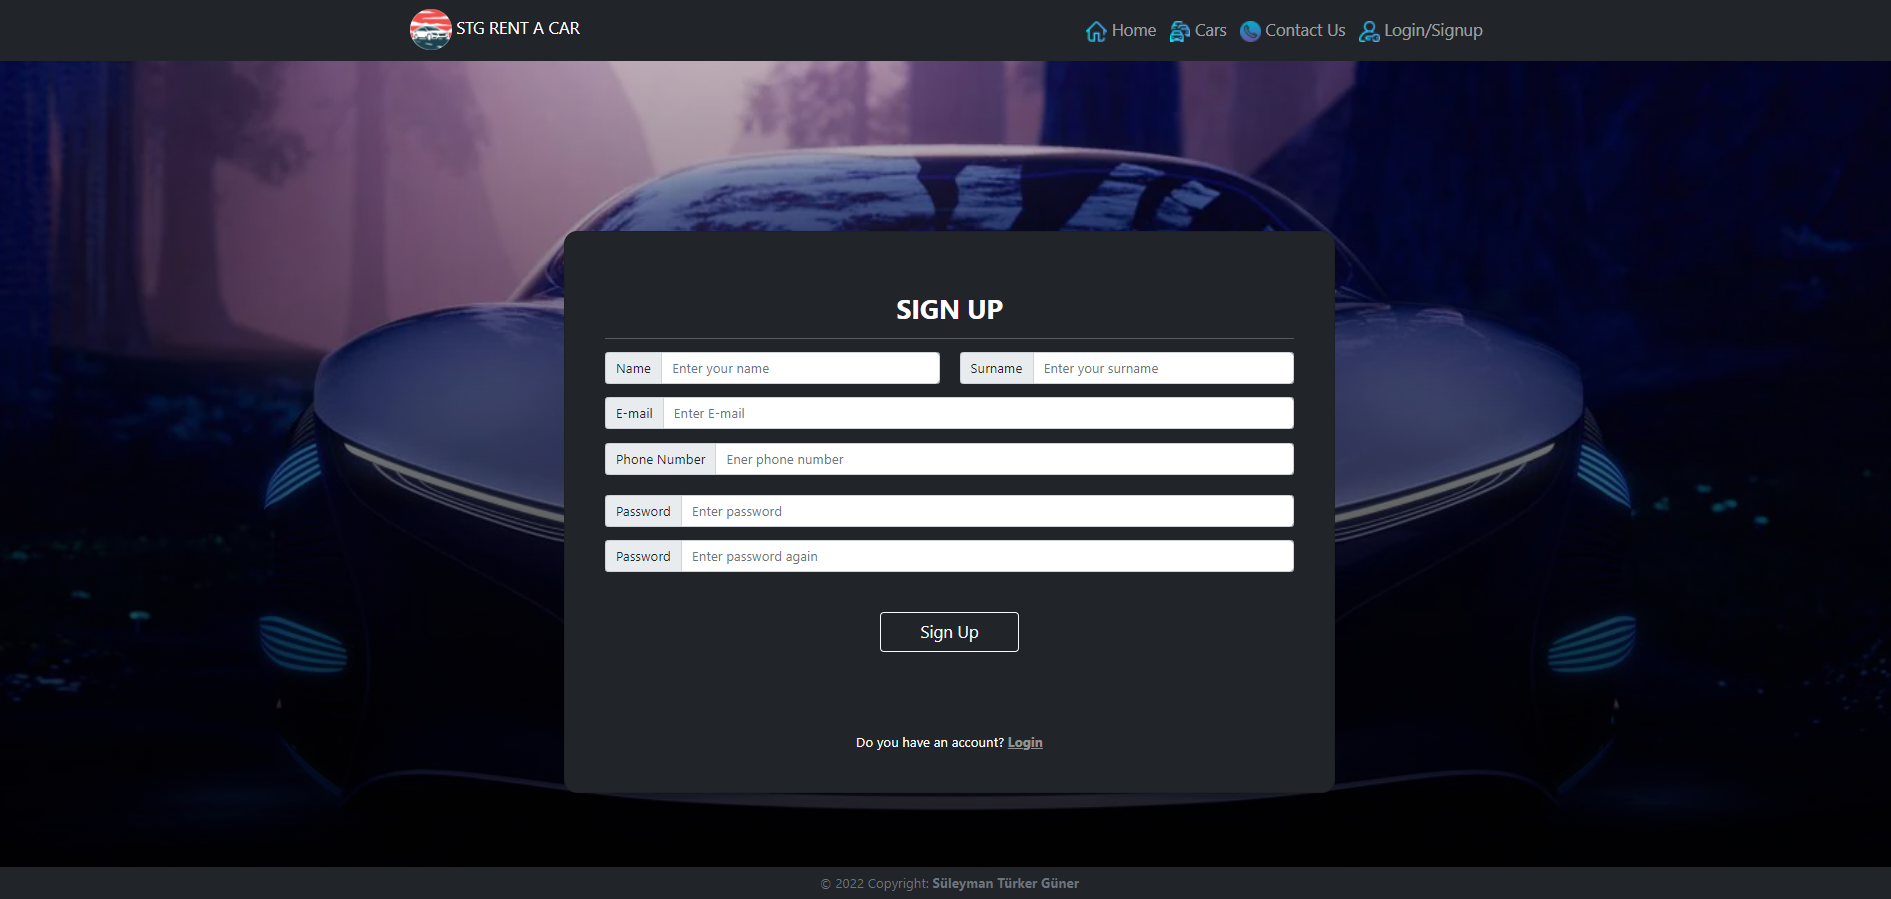 STG RENT A CAR
Home Cars Contact Us Login/Signup
SIGN UP
Name Enter your name Surname Enter your surname
E-mail Enter E-mail
Phone Number Ener phone number
Password Enter password
Password Enter password again
Sign Up
Do you have an account? Login
© 2022 Copyright: Süleyman Türker Güner